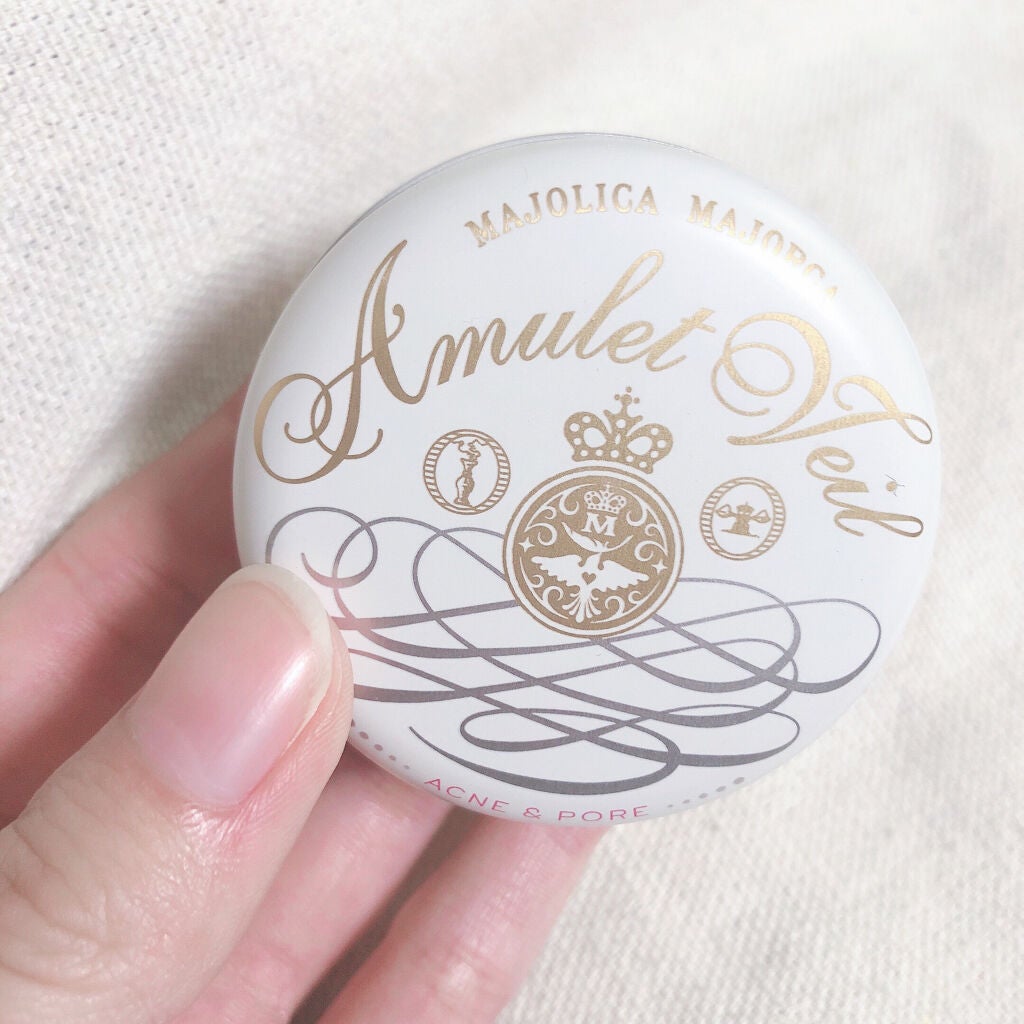 MAJOLICA MAJORCA
Amulet Veil
M
ACNE & PORE